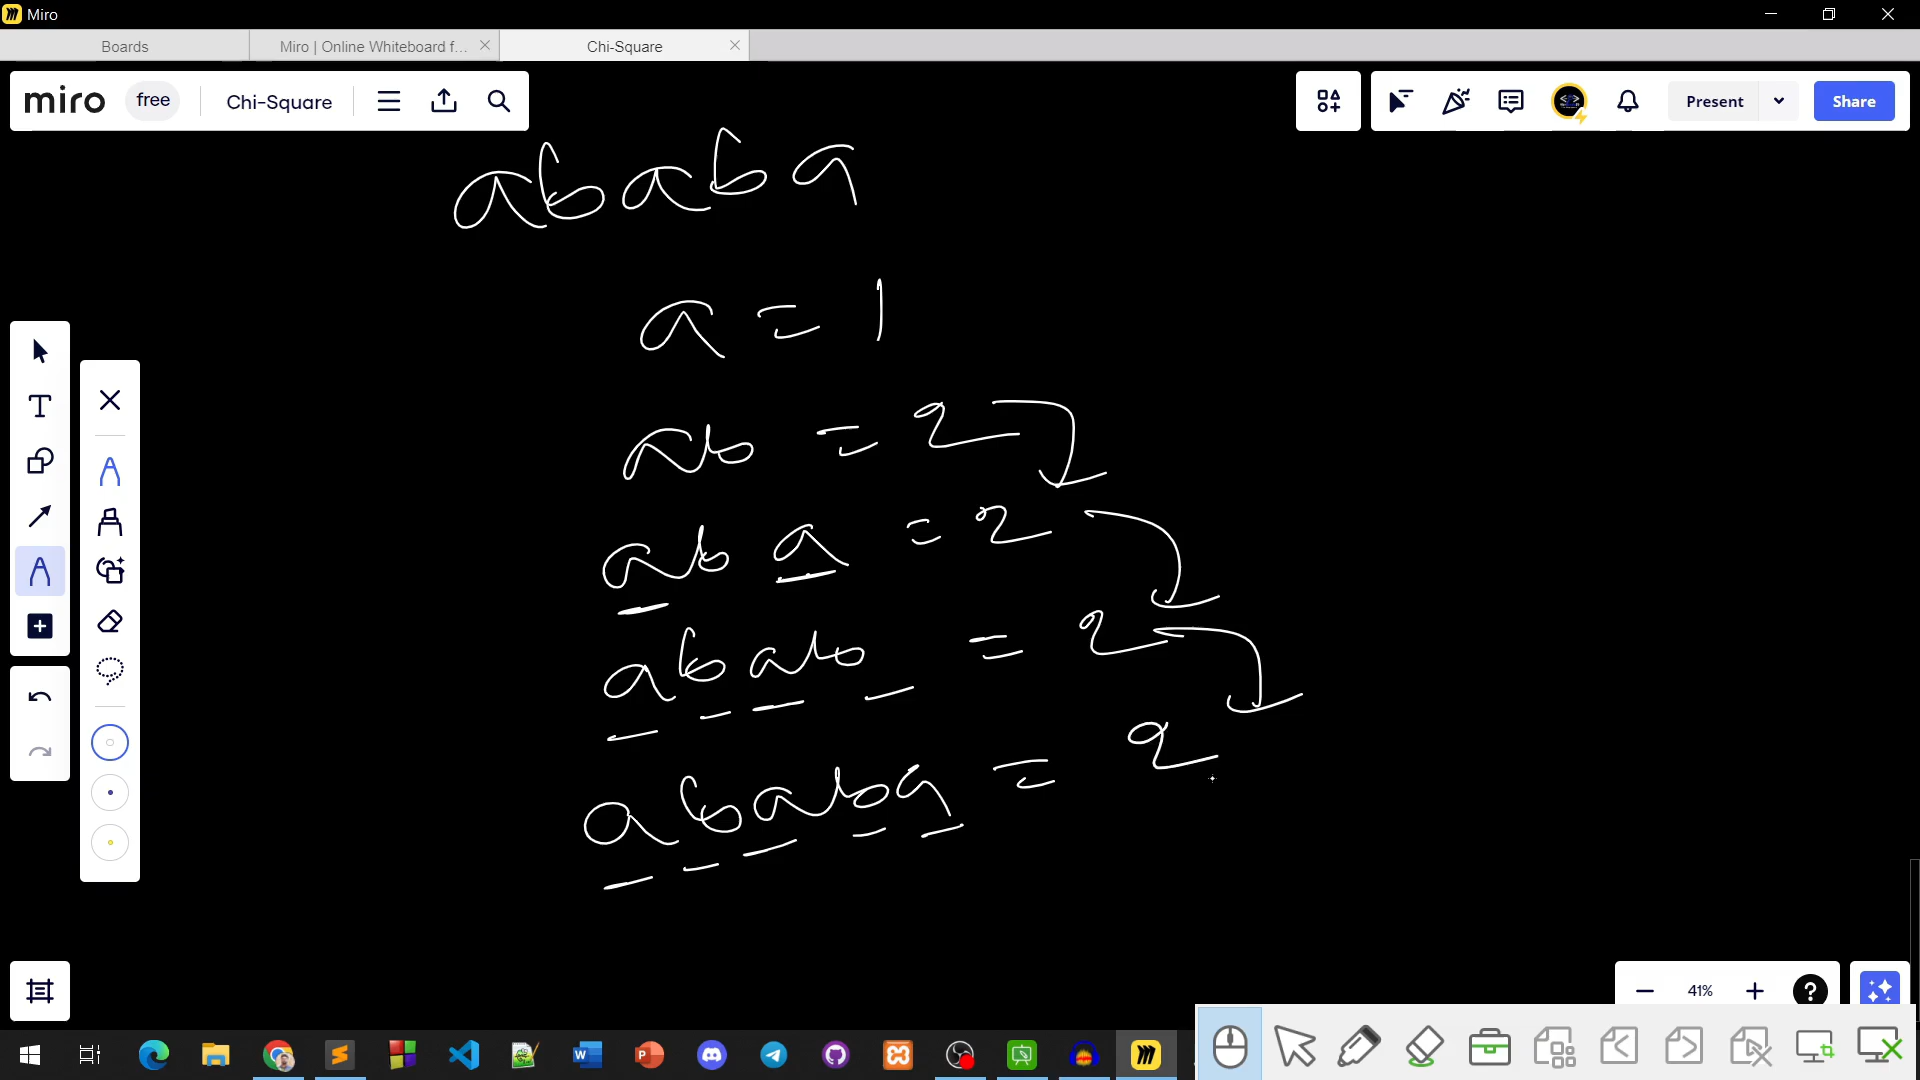 Miro
Boards
Miro | Online Whiteboard f...
Chi-Square
miro
free
Chi-Square
Present
Share
ababa
a = 1
ab = 2
aba = 2
abab = 2
ababa = 2
41%